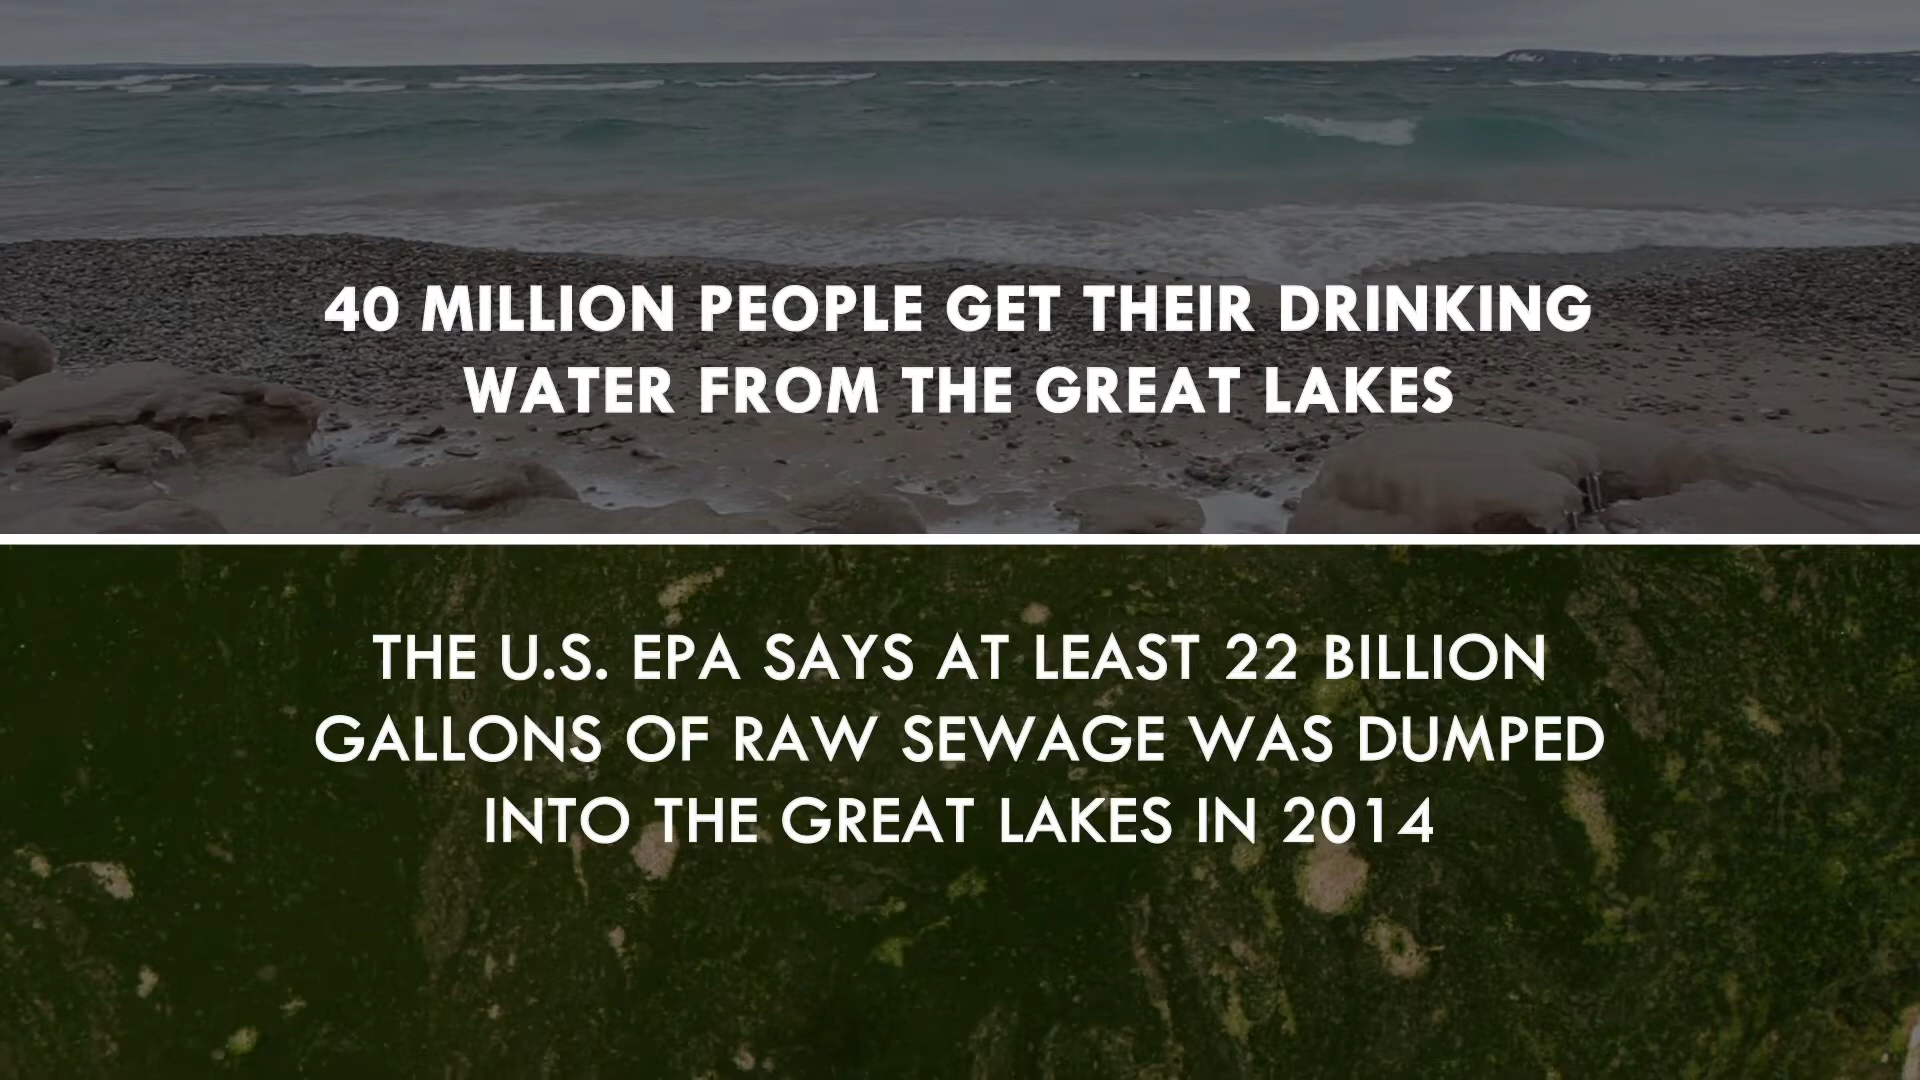 40 MILLION PEOPLE GET THEIR DRINKING
WATER FROM THE GREAT LAKES
THE U.S. EPA SAYS AT LEAST 22 BILLION
GALLONS OF RAW SEWAGE WAS DUMPED
INTO THE GREAT LAKES IN 2014